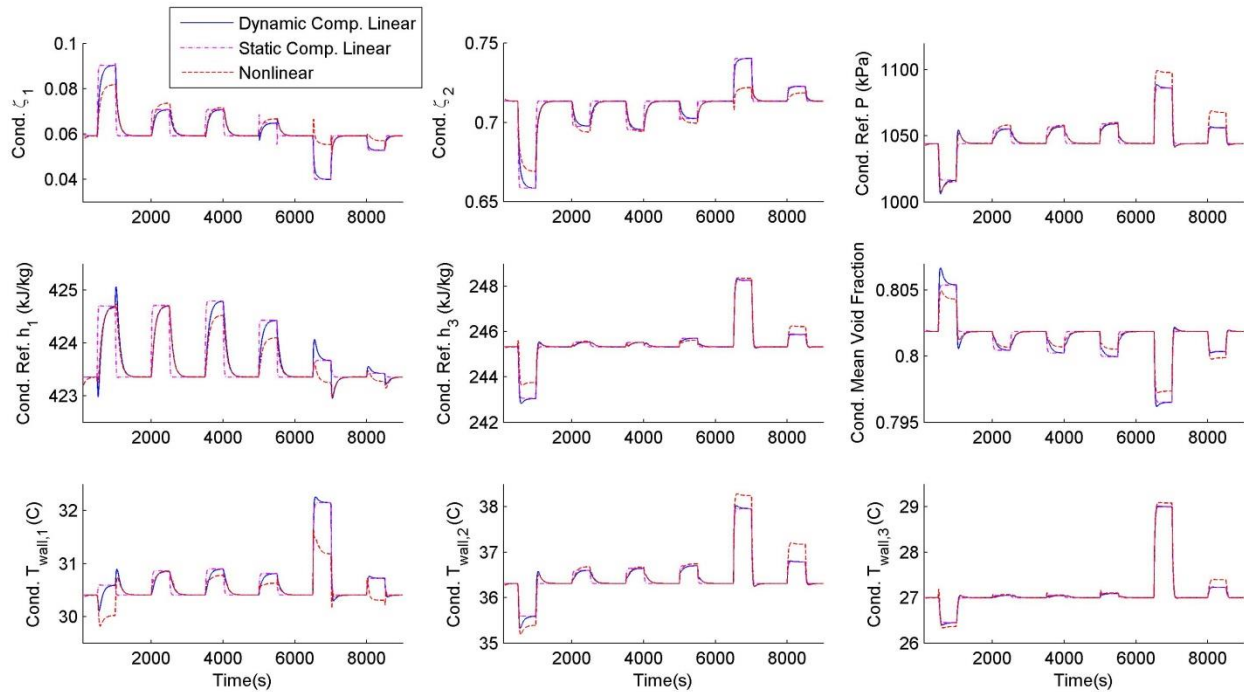 Dynamic Comp. Linear
Static Comp. Linear
Nonlinear
Cond. ζ1
0.1
0.08
0.06
0.04
2000 4000 6000 8000
Cond. ζ2
0.75
0.7
0.65
2000 4000 6000 8000
Cond. Ref. P (kPa)
1100
1050
1000
2000 4000 6000 8000
Cond. Ref. h1 (kJ/kg)
425
424
423
2000 4000 6000 8000
Cond. Ref. h3 (kJ/kg)
248
246
244
242
2000 4000 6000 8000
Cond. Mean Void Fraction
0.805
0.8
0.795
2000 4000 6000 8000
Cond. Twall,1 (C)
32
31
30
2000 4000 6000 8000
Time(s)
Cond. Twall,2 (C)
38
37
36
35
2000 4000 6000 8000
Time(s)
Cond. Twall,3 (C)
29
28
27
26
2000 4000 6000 8000
Time(s)